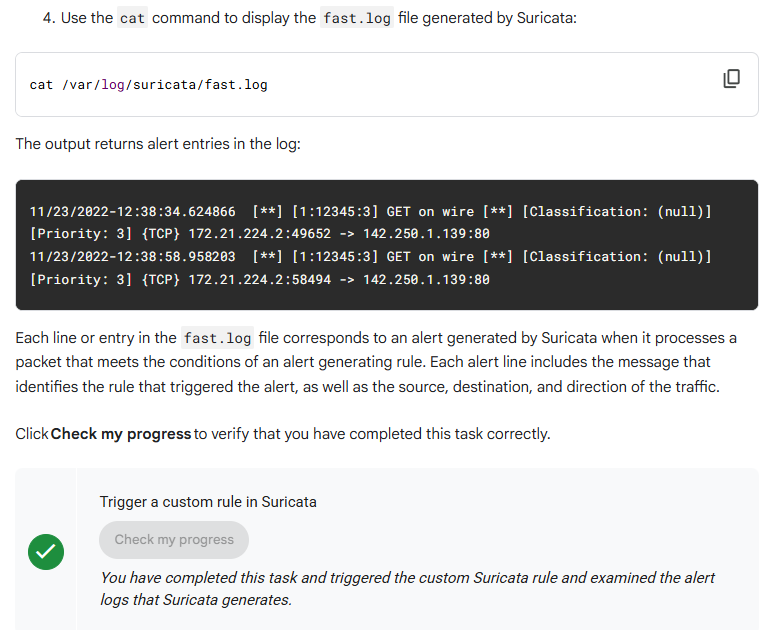 4. Use the cat command to display the fast.log file generated by Suricata:
cat /var/log/suricata/fast.log
The output returns alert entries in the log:
11/23/2022-12:38:34.624866  [**] [1:12345:3] GET on wire [**] [Classification: (null)]
[Priority: 3] {TCP} 172.21.224.2:49652 -> 142.250.1.139:80
11/23/2022-12:38:58.958203  [**] [1:12345:3] GET on wire [**] [Classification: (null)]
[Priority: 3] {TCP} 172.21.224.2:58494 -> 142.250.1.139:80
Each line or entry in the fast.log file corresponds to an alert generated by Suricata when it processes a
packet that meets the conditions of an alert generating rule. Each alert line includes the message that
identifies the rule that triggered the alert, as well as the source, destination, and direction of the traffic.
Click Check my progress to verify that you have completed this task correctly.
Trigger a custom rule in Suricata
Check my progress
You have completed this task and triggered the custom Suricata rule and examined the alert
logs that Suricata generates.